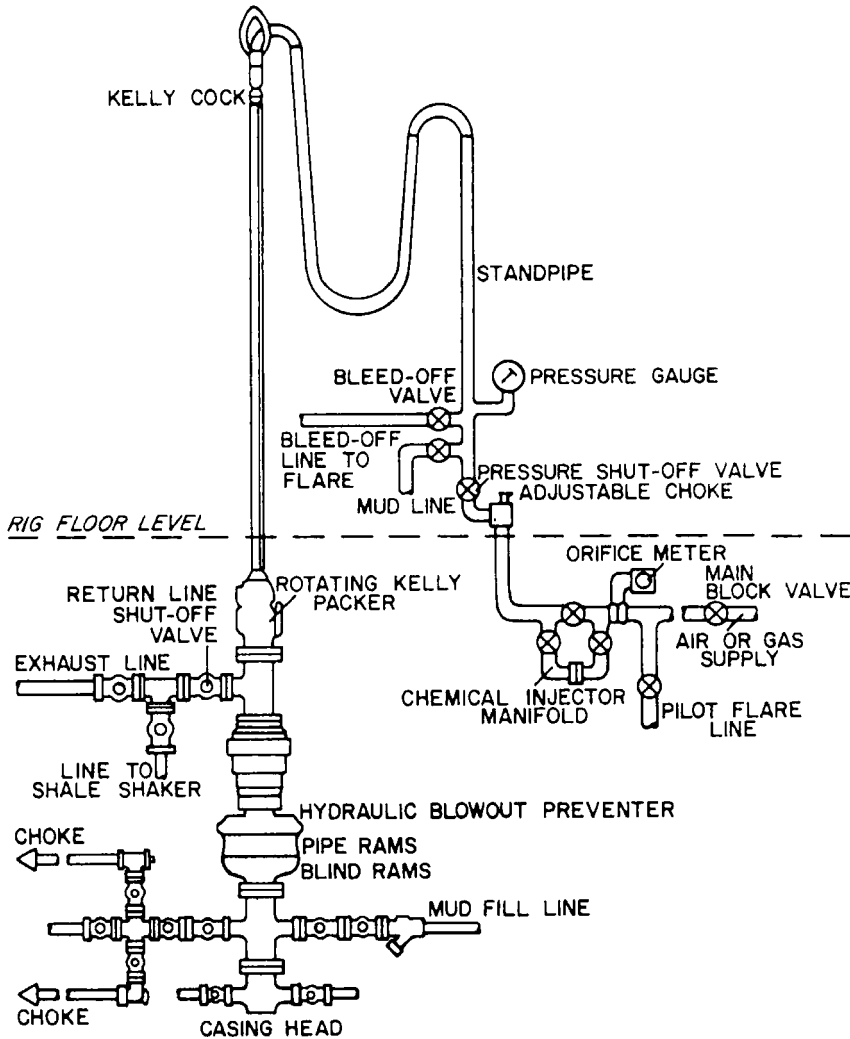 KELLY COCK
STANDPIPE
BLEED-OFF
VALVE
PRESSURE GAUGE
BLEED-OFF
LINE TO
FLARE
MUD LINE
PRESSURE SHUT-OFF VALVE
ADJUSTABLE CHOKE
RIG FLOOR LEVEL
ORIFICE METER
MAIN
BLOCK VALVE
RETURN LINE
SHUT-OFF
VALVE
ROTATING KELLY
PACKER
EXHAUST LINE
AIR OR GAS
SUPPLY
CHEMICAL INJECTOR
MANIFOLD
PILOT FLARE
LINE
LINE TO
SHALE SHAKER
HYDRAULIC BLOWOUT PREVENTER
CHOKE
PIPE RAMS
BLIND RAMS
MUD FILL LINE
CHOKE
CASING HEAD